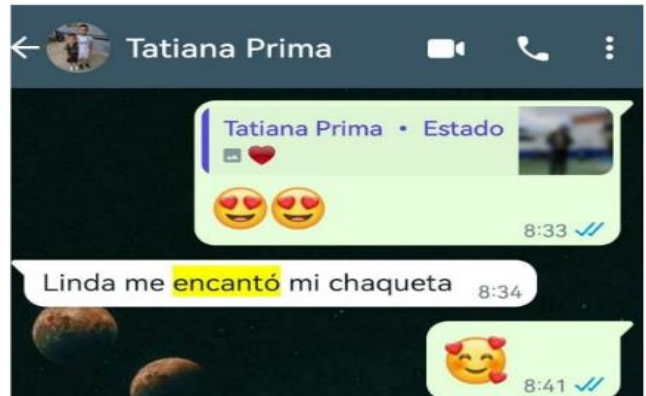 Tatiana Prima
Tatiana Prima • Estado
❤
😍😍
8:33
Linda me encantó mi chaqueta 8:34
🥰
8:41